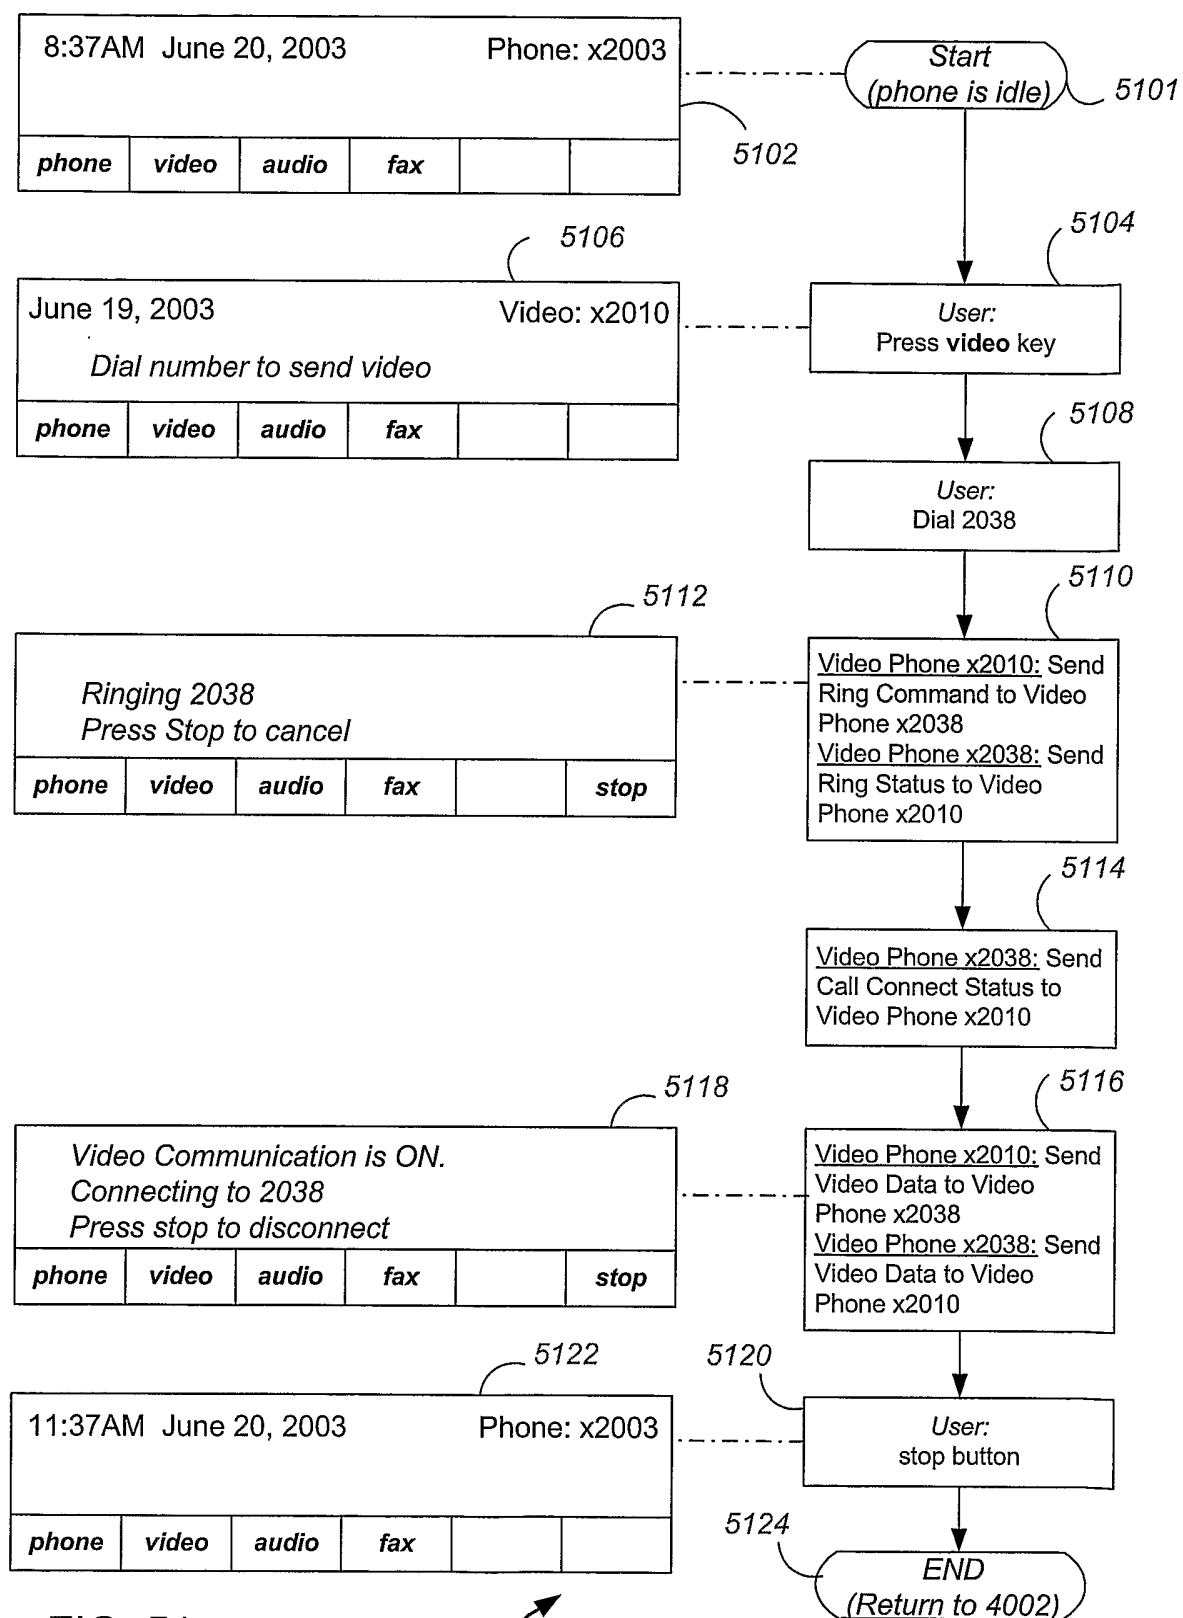 8:37AM June 20, 2003 Phone: x2003
phone video audio fax
5102
Start
(phone is idle)
5101
5106
June 19, 2003 Video: x2010
Dial number to send video
phone video audio fax
5104
User:
Press video key
5108
User:
Dial 2038
5112
Ringing 2038
Press Stop to cancel
phone video audio fax stop
5110
Video Phone x2010: Send
Ring Command to Video
Phone x2038
Video Phone x2038: Send
Ring Status to Video
Phone x2010
5114
Video Phone x2038: Send
Call Connect Status to
Video Phone x2010
5118
Video Communication is ON.
Connecting to 2038
Press stop to disconnect
phone video audio fax stop
5116
Video Phone x2010: Send
Video Data to Video
Phone x2038
Video Phone x2038: Send
Video Data to Video
Phone x2010
5122
11:37AM June 20, 2003 Phone: x2003
phone video audio fax
5120
User:
stop button
5124
END
(Return to 4002)